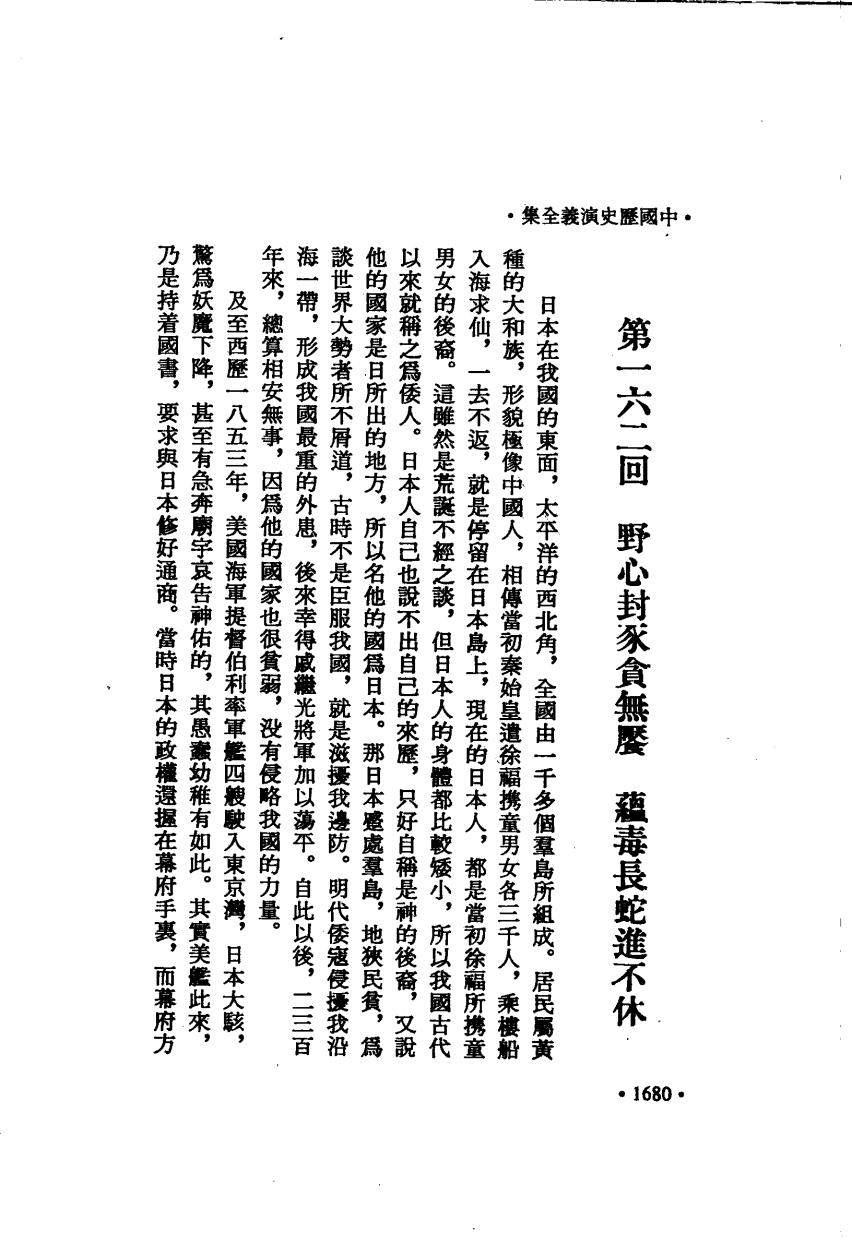 ·中國歷史演義全集·
第一六二回　野心封豕貪無饜　蘊毒長蛇進不休
日本在我國的東面，太平洋的西北角，全國由一千多個羣島所組成。居民屬黃
種的大和族，形貌極像中國人，相傳當初秦始皇遣徐福携童男女各三千人，乘樓船
入海求仙，一去不返，就是停留在日本島上，現在的日本人，都是當初徐福所携童
男女的後裔。這雖然是荒誕不經之談，但日本人的身體都比較矮小，所以我國古代
以來就稱之爲倭人。日本人自己也說不出自己的來歷，只好自稱是神的後裔，又說
他的國家是日所出的地方，所以名他的國爲日本。那日本蹙處羣島，地狹民貧，爲
談世界大勢者所不屑道，古時不是臣服我國，就是滋擾我邊防。明代倭寇侵擾我沿
海一帶，形成我國最重的外患，後來幸得戚繼光將軍加以蕩平。自此以後，二三百
年來，總算相安無事，因爲他的國家也很貧弱，没有侵略我國的力量。
及至西歷一八五三年，美國海軍提督伯利率軍艦四艘駛入東京灣，日本大駭，
驚爲妖魔下降，甚至有急奔廟宇哀告神佑的，其愚蠢幼稚有如此。其實美艦此來，
乃是持着國書，要求與日本修好通商。當時日本的政權還握在幕府手裏，而幕府方
·1680·